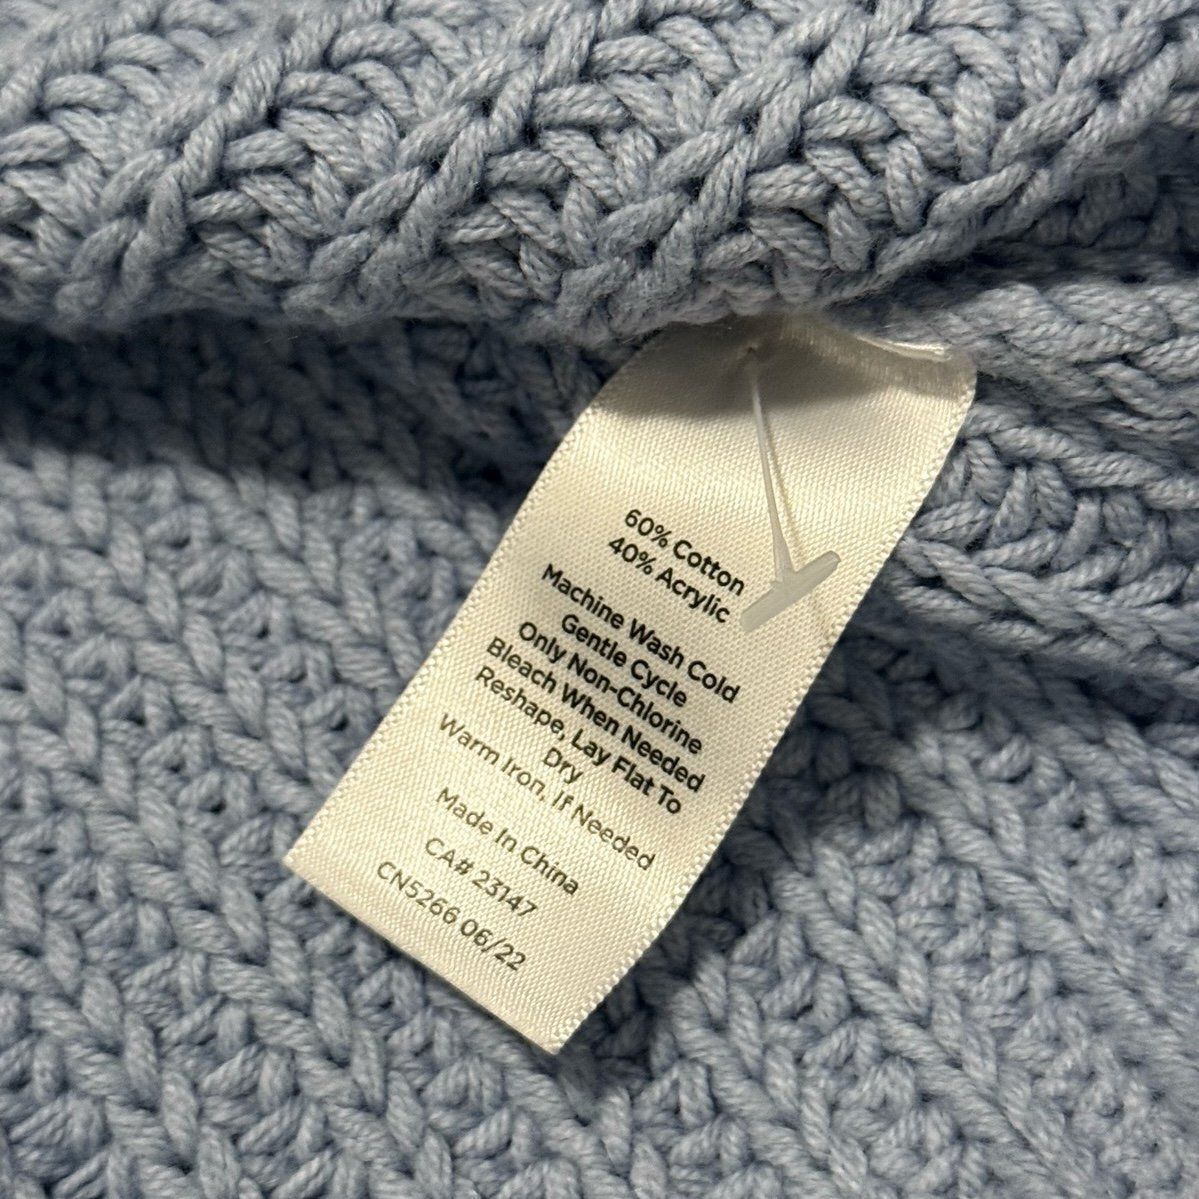 60% Cotton
40% Acrylic
Machine Wash Cold
Gentle Cycle
Only Non-Chlorine
Bleach When Needed
Reshape, Lay Flat To
Dry
Warm Iron, If Needed
Made In China
CA# 23147
CN5266 06/22